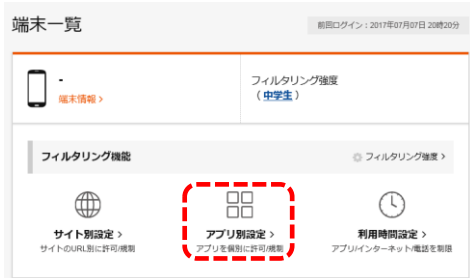 端末一覧
前回ログイン：2017年07月07日 20時20分
-
端末情報 >
フィルタリング強度
（中学生）
フィルタリング機能
フィルタリング強度 >
サイト別設定 >
サイトのURL別に許可/規制
アプリ別設定 >
アプリを個別に許可/規制
利用時間設定 >
アプリ/インターネット/電話を制限